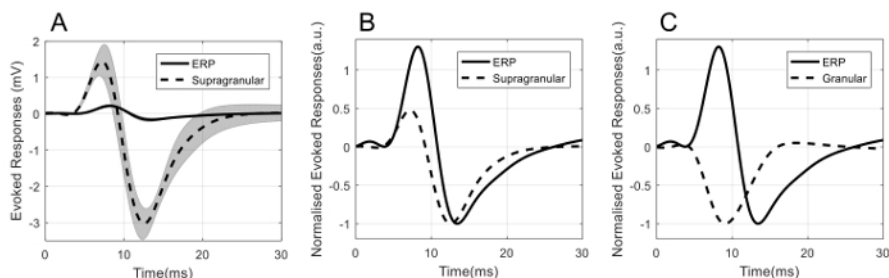 A
Evoked Responses (mV)
2
1
0
-1
-2
-3
0
10
20
30
Time(ms)
ERP
Supragranular
B
Normalised Evoked Responses(a.u.)
1
0.5
0
-0.5
-1
0
10
20
30
Time(ms)
ERP
Supragranular
C
Normalised Evoked Responses(a.u.)
1
0.5
0
-0.5
-1
0
10
20
30
Time(ms)
ERP
Granular